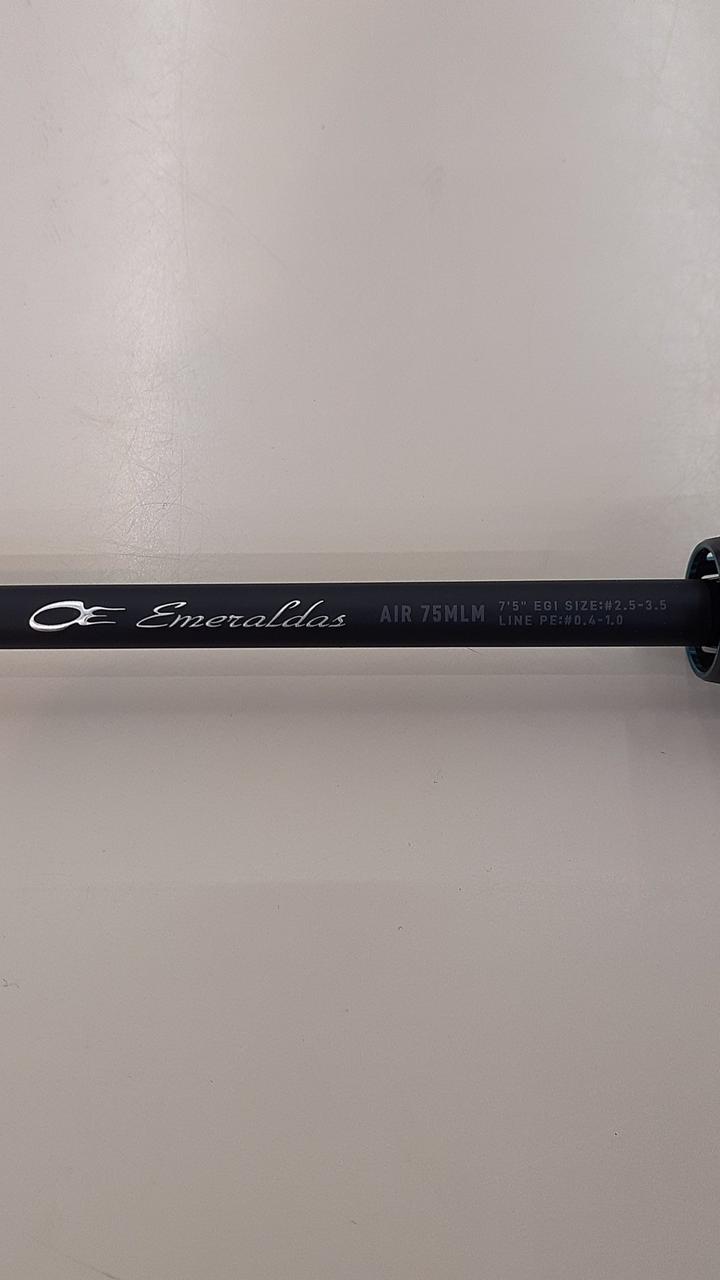 Emeraldas AIR 75MLM 7'5" EGI SIZE:#2.5-3.5
LINE PE:#0.4-1.0